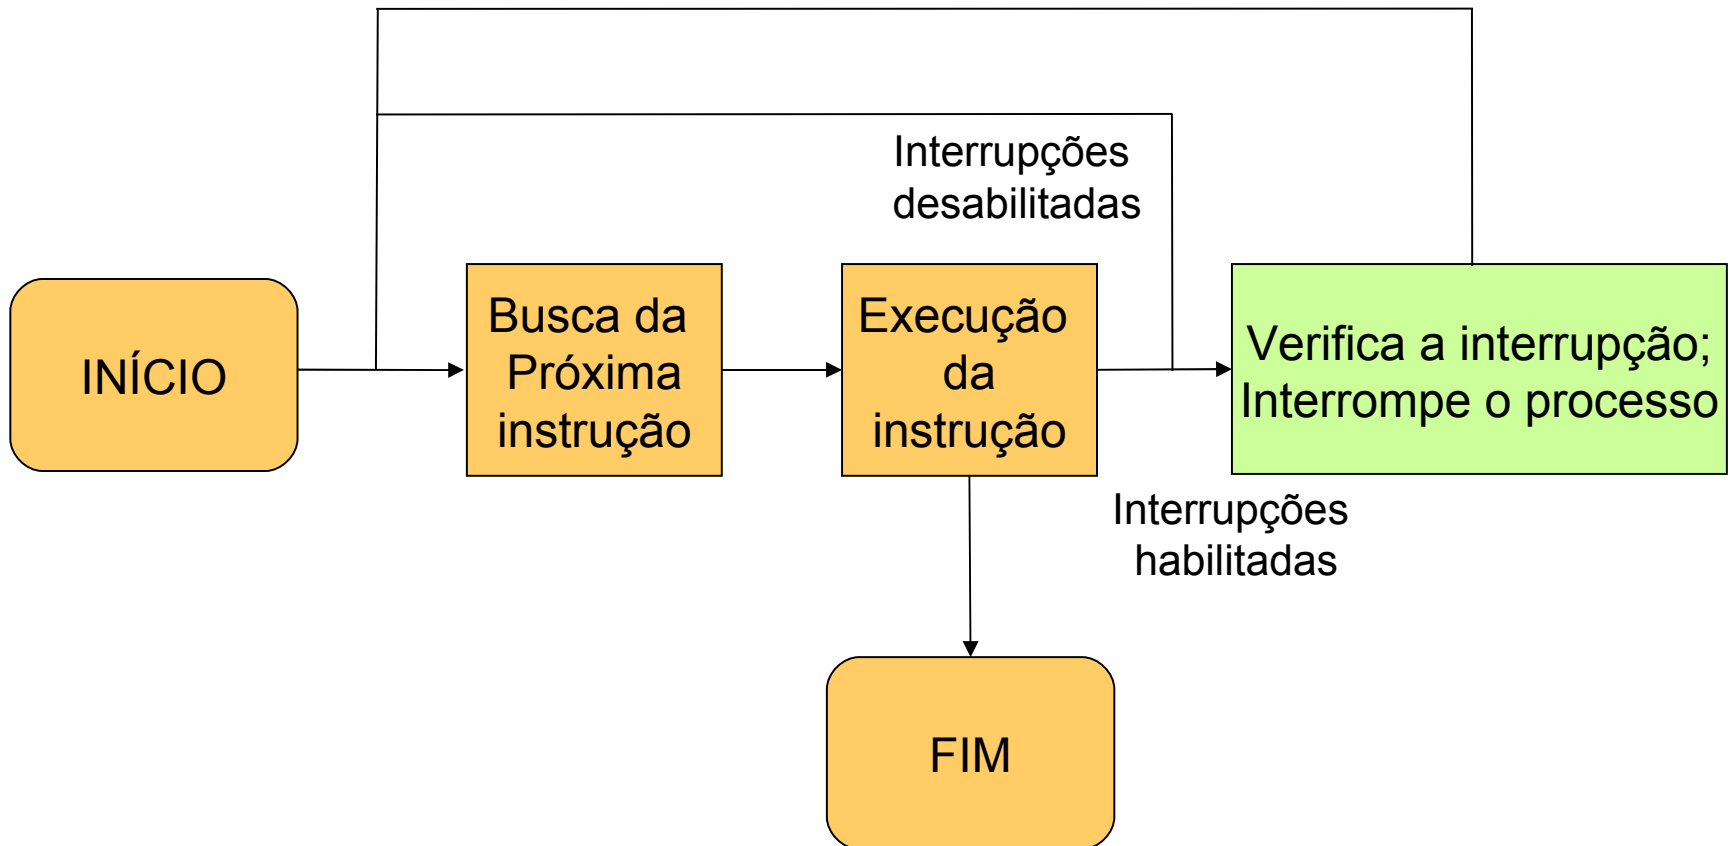 Interrupções
desabilitadas
INÍCIO
Busca da
Próxima
instrução
Execução
da
instrução
Verifica a interrupção;
Interrompe o processo
Interrupções
habilitadas
FIM